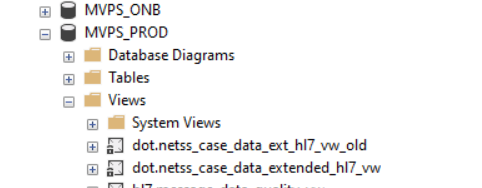 MVPS_ONB
MVPS_PROD
Database Diagrams
Tables
Views
System Views
dot.netss_case_data_ext_hl7_vw_old
dot.netss_case_data_extended_hl7_vw